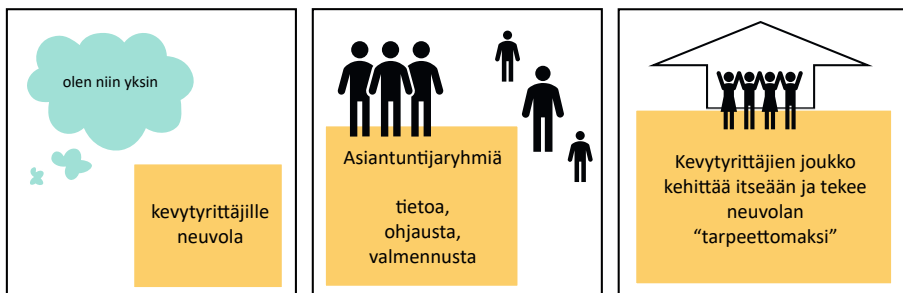 olen niin yksin
kevytyrittäjille
neuvola
Asiantuntijaryhmiä
tietoa,
ohjausta,
valmennusta
Kevytyrittäjien joukko
kehittää itseään ja tekee
neuvolan
“tarpeettomaksi”